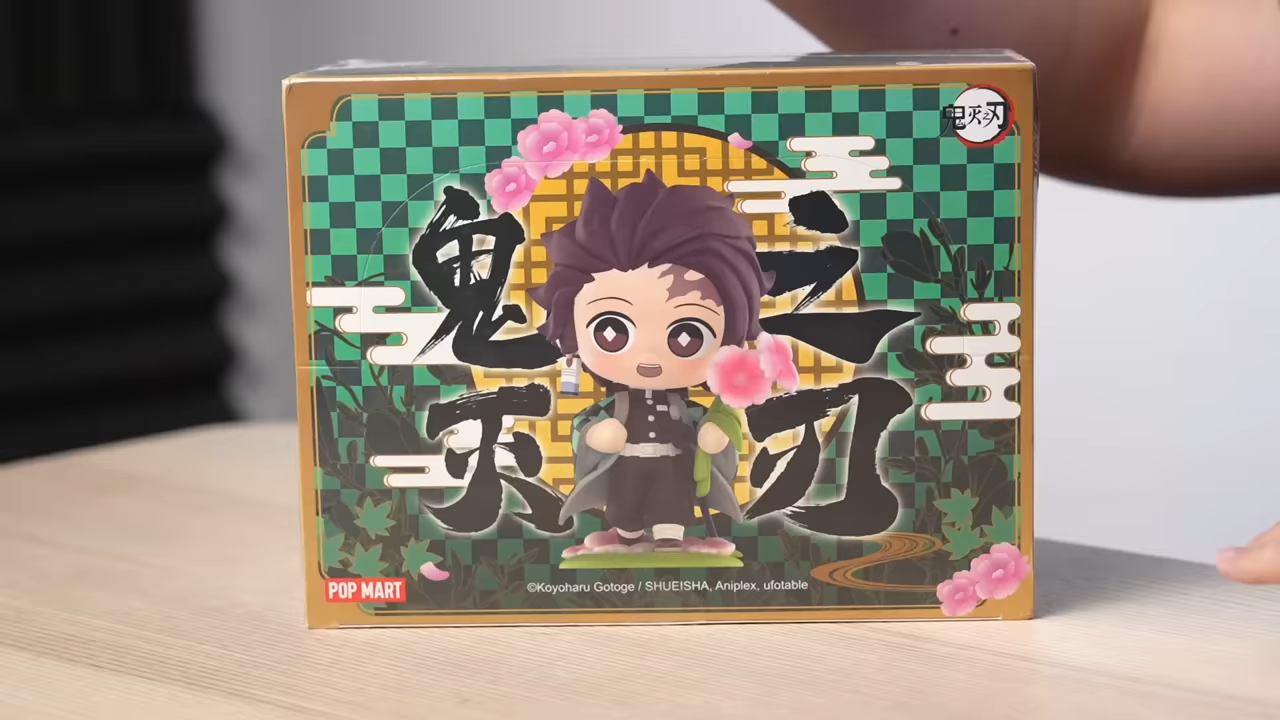 鬼灭之刃
鬼灭
之刃
POP MART
©Koyoharu Gotoge / SHUEISHA, Aniplex, ufotable